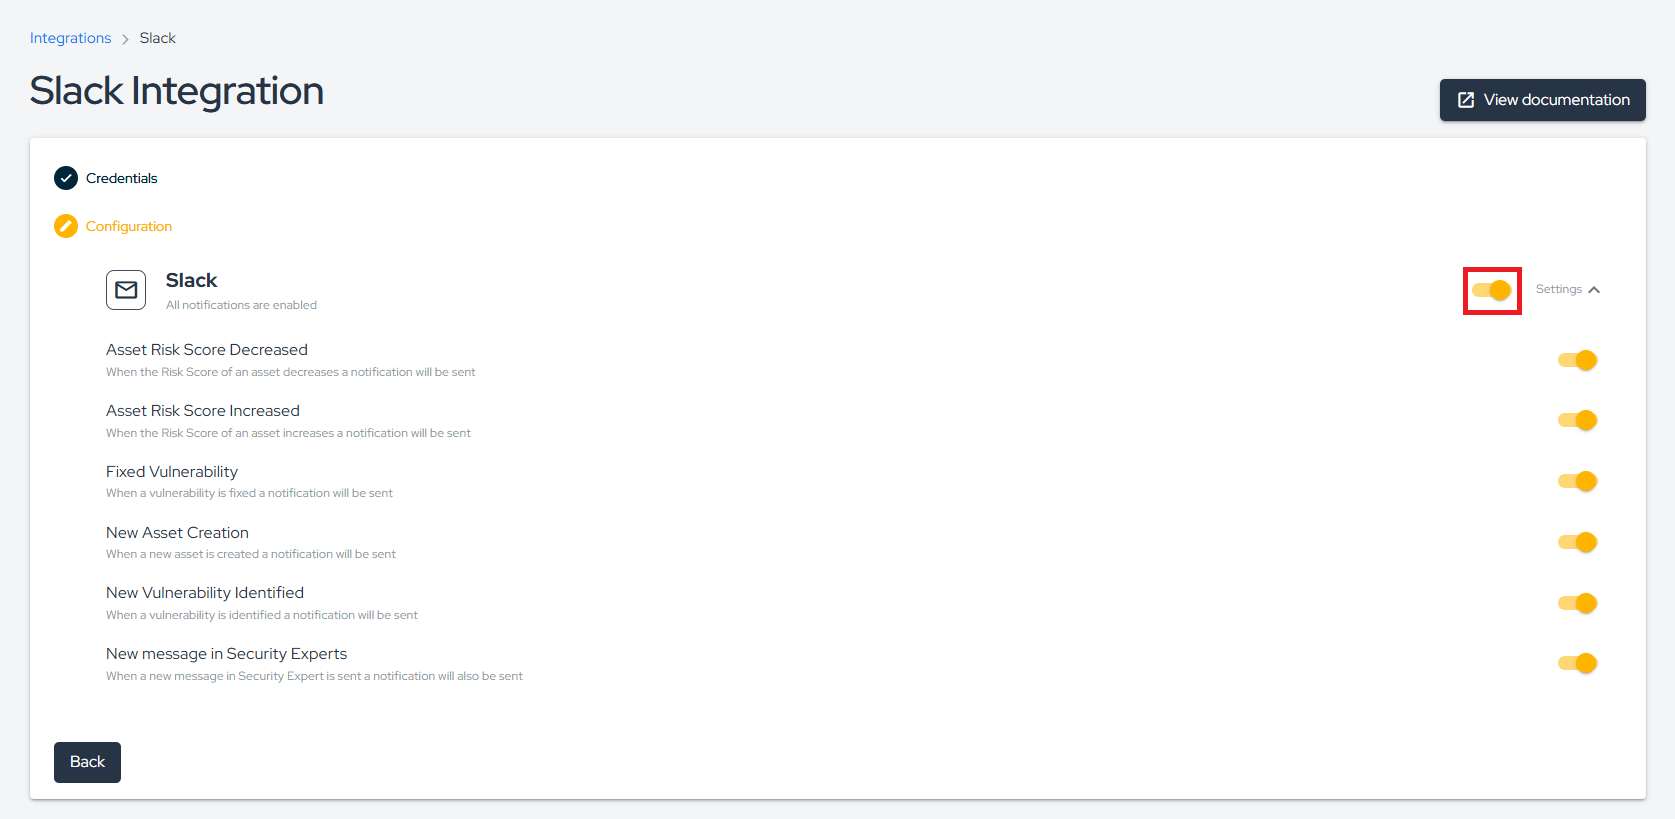 Integrations > Slack
Slack Integration
View documentation
Credentials
Configuration
Slack
All notifications are enabled
Settings
Asset Risk Score Decreased
When the Risk Score of an asset decreases a notification will be sent
Asset Risk Score Increased
When the Risk Score of an asset increases a notification will be sent
Fixed Vulnerability
When a vulnerability is fixed a notification will be sent
New Asset Creation
When a new asset is created a notification will be sent
New Vulnerability Identified
When a vulnerability is identified a notification will be sent
New message in Security Experts
When a new message in Security Expert is sent a notification will also be sent
Back